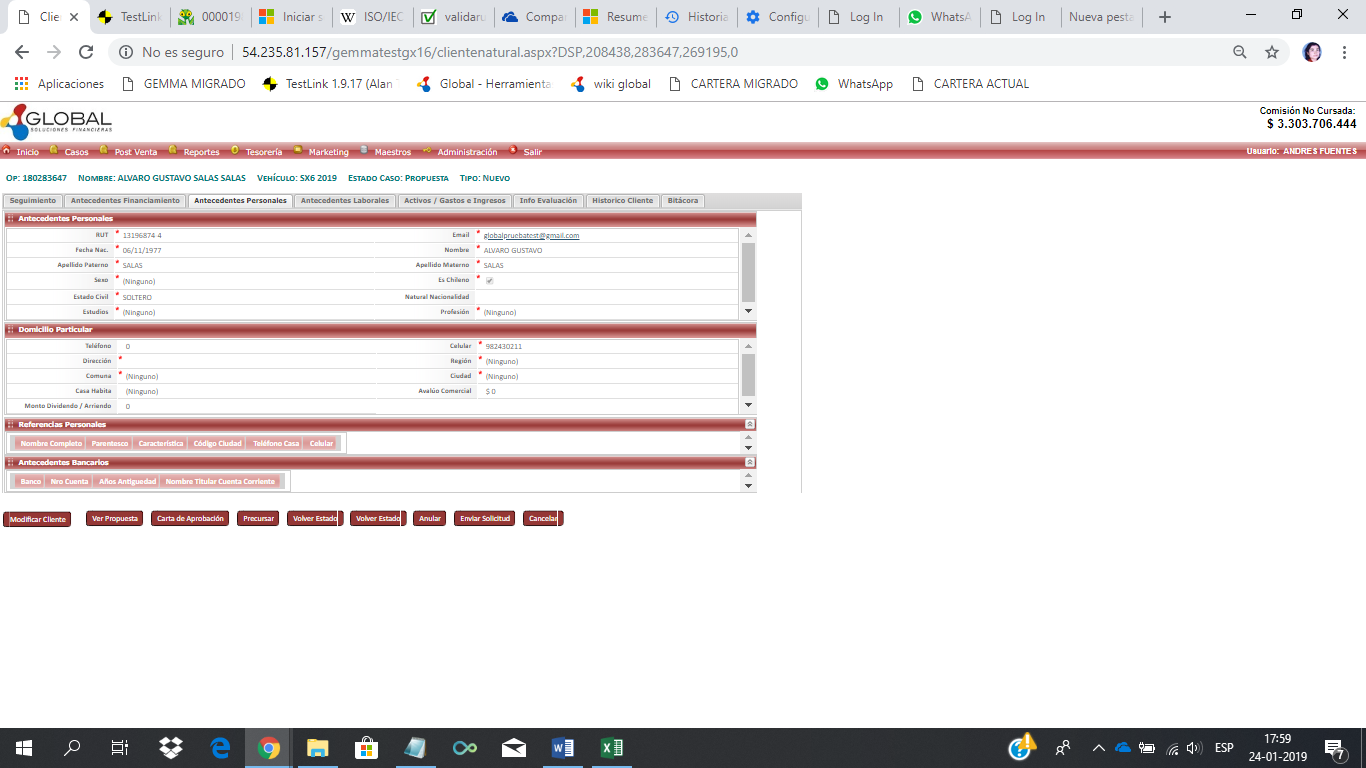 Clie
TestLink
000019
Iniciar s
ISO/IEC
validaru
Compar
Resume
Historia
Configu
Log In
WhatsA
Log In
Nueva pesta
No es seguro | 54.235.81.157/gemmatestgx16/clientenatural.aspx?DSP,208438,283647,269195,0
Aplicaciones GEMMA MIGRADO TestLink 1.9.17 (Alan Global - Herramienta wiki global CARTERA MIGRADO WhatsApp CARTERA ACTUAL
GLOBAL
SOLUCIONES FINANCIERAS
Comisión No Cursada:
$ 3.303.706.444
Inicio Casos Post Venta Reportes Tesorería Marketing Maestros Administración Salir Usuario: ANDRES FUENTES
Op: 180283647 Nombre: ALVARO GUSTAVO SALAS SALAS Vehículo: SX6 2019 Estado Caso: Propuesta Tipo: Nuevo
Seguimiento Antecedentes Financiamiento Antecedentes Personales Antecedentes Laborales Activos / Gastos e Ingresos Info Evaluación Historico Cliente Bitácora
Antecedentes Personales
RUT * 13196874-4 Email * globalpruebatest@gmail.com
Fecha Nac. * 06/11/1977 Nombre * ALVARO GUSTAVO
Apellido Paterno * SALAS Apellido Materno * SALAS
Sexo * (Ninguno) Es Chileno *
Estado Civil * SOLTERO Natural Nacionalidad
Estudios * (Ninguno) Profesión * (Ninguno)
Domicilio Particular
Teléfono 0 Celular * 982430211
Dirección * Región * (Ninguno)
Comuna * (Ninguno) Ciudad * (Ninguno)
Casa Habita (Ninguno) Avalúo Comercial $ 0
Monto Dividendo / Arriendo 0
Referencias Personales
Nombre Completo Parentesco Característica Código Ciudad Teléfono Casa Celular
Antecedentes Bancarios
Banco Nro Cuenta Años Antiguedad Nombre Titular Cuenta Corriente
Modificar Cliente Ver Propuesta Carta de Aprobación Precursar Volver Estado Volver Estado Anular Enviar Solicitud Cancelar
ESP
17:59
24-01-2019
7